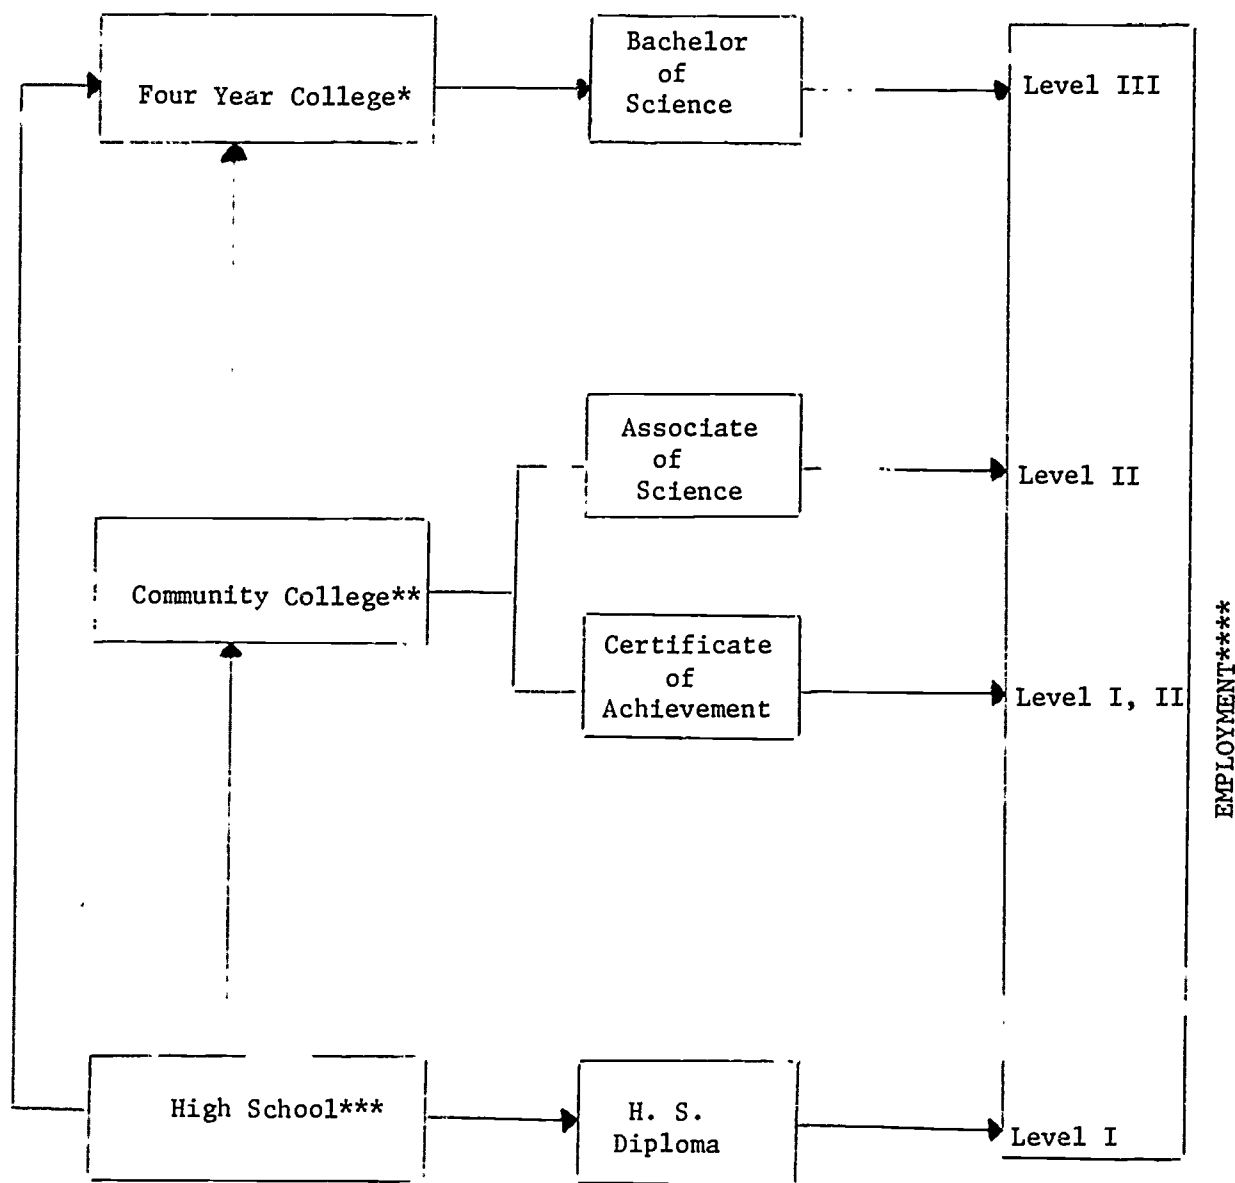 Bachelor
of
Science
Four Year College*
Level III
Associate
of
Science
Level II
Community College**
Certificate
of
Achievement
Level I, II
EMPLOYMENT****
High School***
H. S.
Diploma
Level I